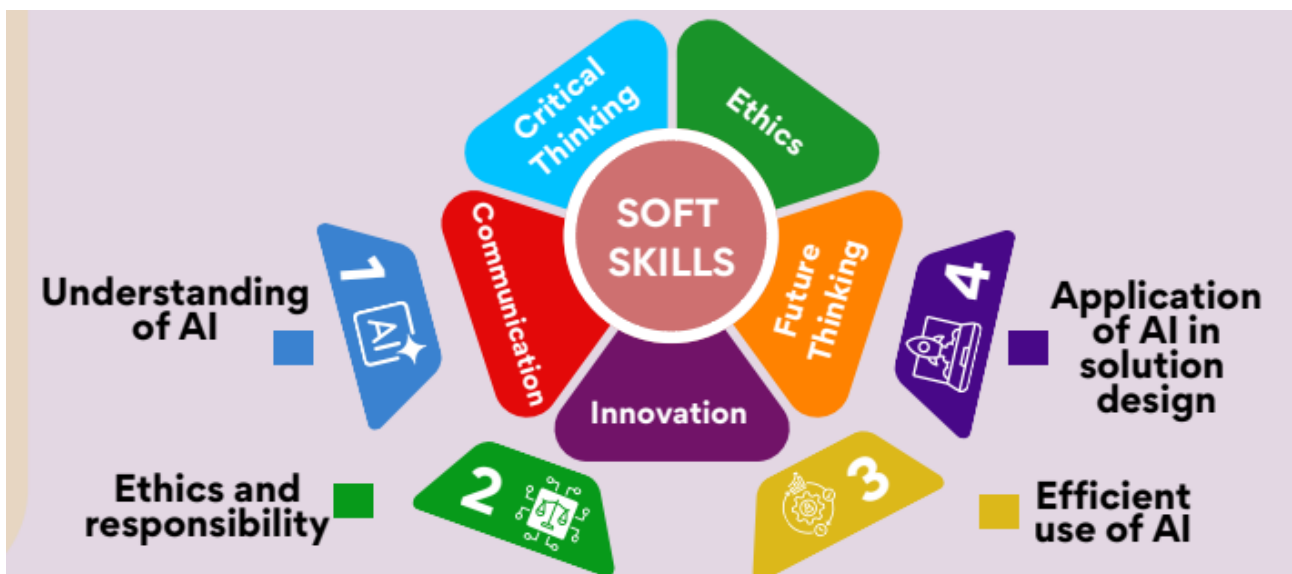 Critical
Thinking
Ethics
SOFT
SKILLS
Communication
Future
Thinking
Innovation
1
AI
Understanding
of AI
2
Ethics and
responsibility
3
Efficient
use of AI
4
Application
of AI in
solution
design